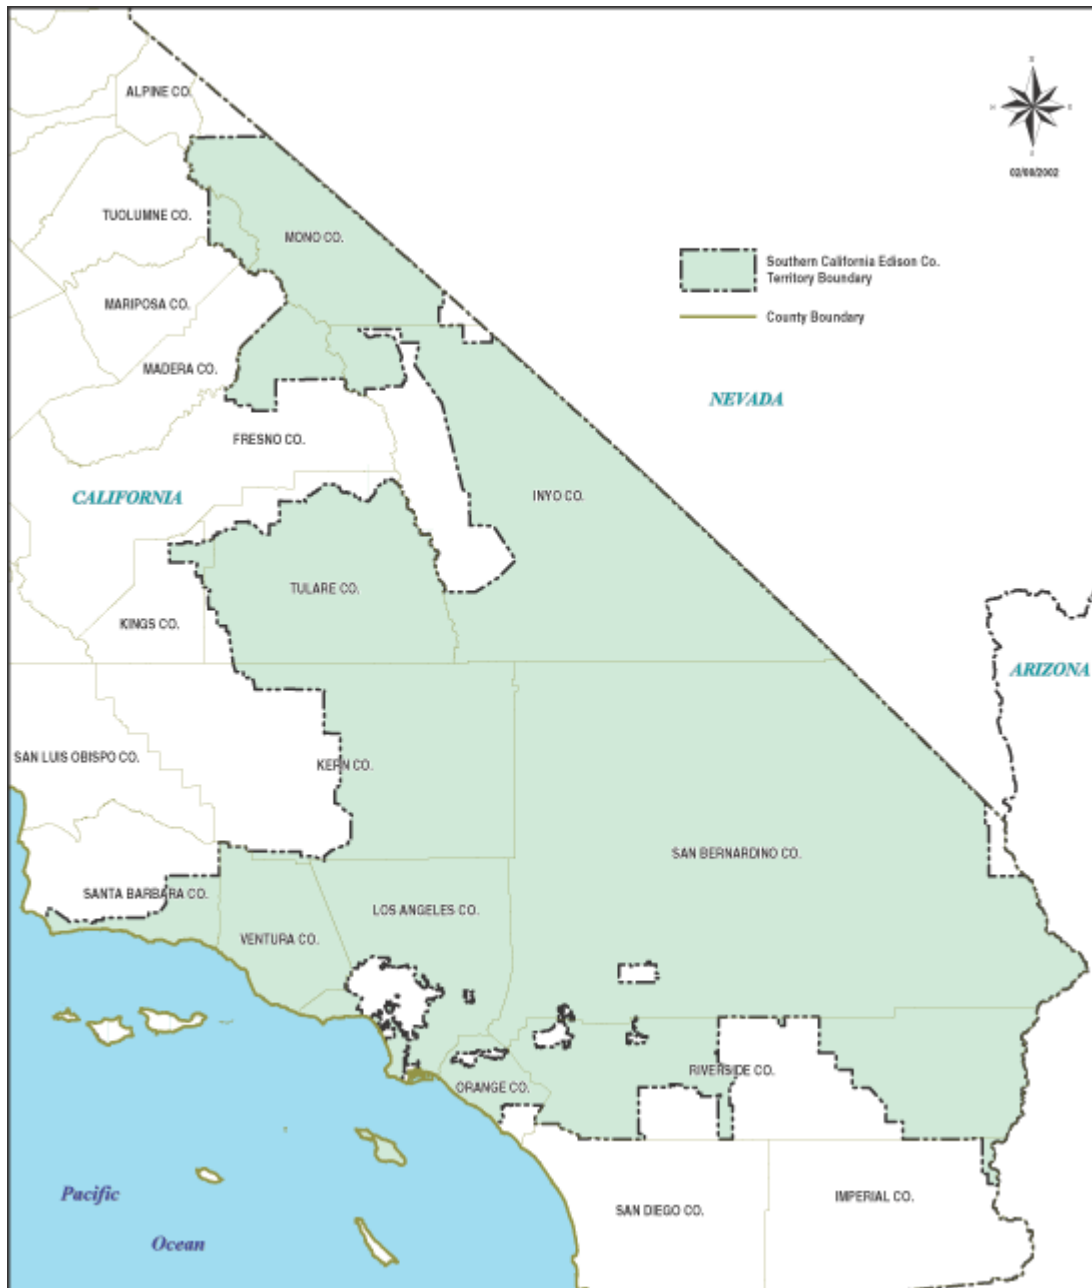 ALPINE CO.
02/08/2002
TUOLUMNE CO.
MONO CO.
Southern California Edison Co.
Territory Boundary
MARIPOSA CO.
County Boundary
MADERA CO.
NEVADA
FRESNO CO.
CALIFORNIA
INYO CO.
TULARE CO.
KINGS CO.
ARIZONA
SAN LUIS OBISPO CO.
KERN CO.
SAN BERNARDINO CO.
SANTA BARBARA CO.
LOS ANGELES CO.
VENTURA CO.
RIVERSIDE CO.
ORANGE CO.
Pacific
Ocean
SAN DIEGO CO.
IMPERIAL CO.